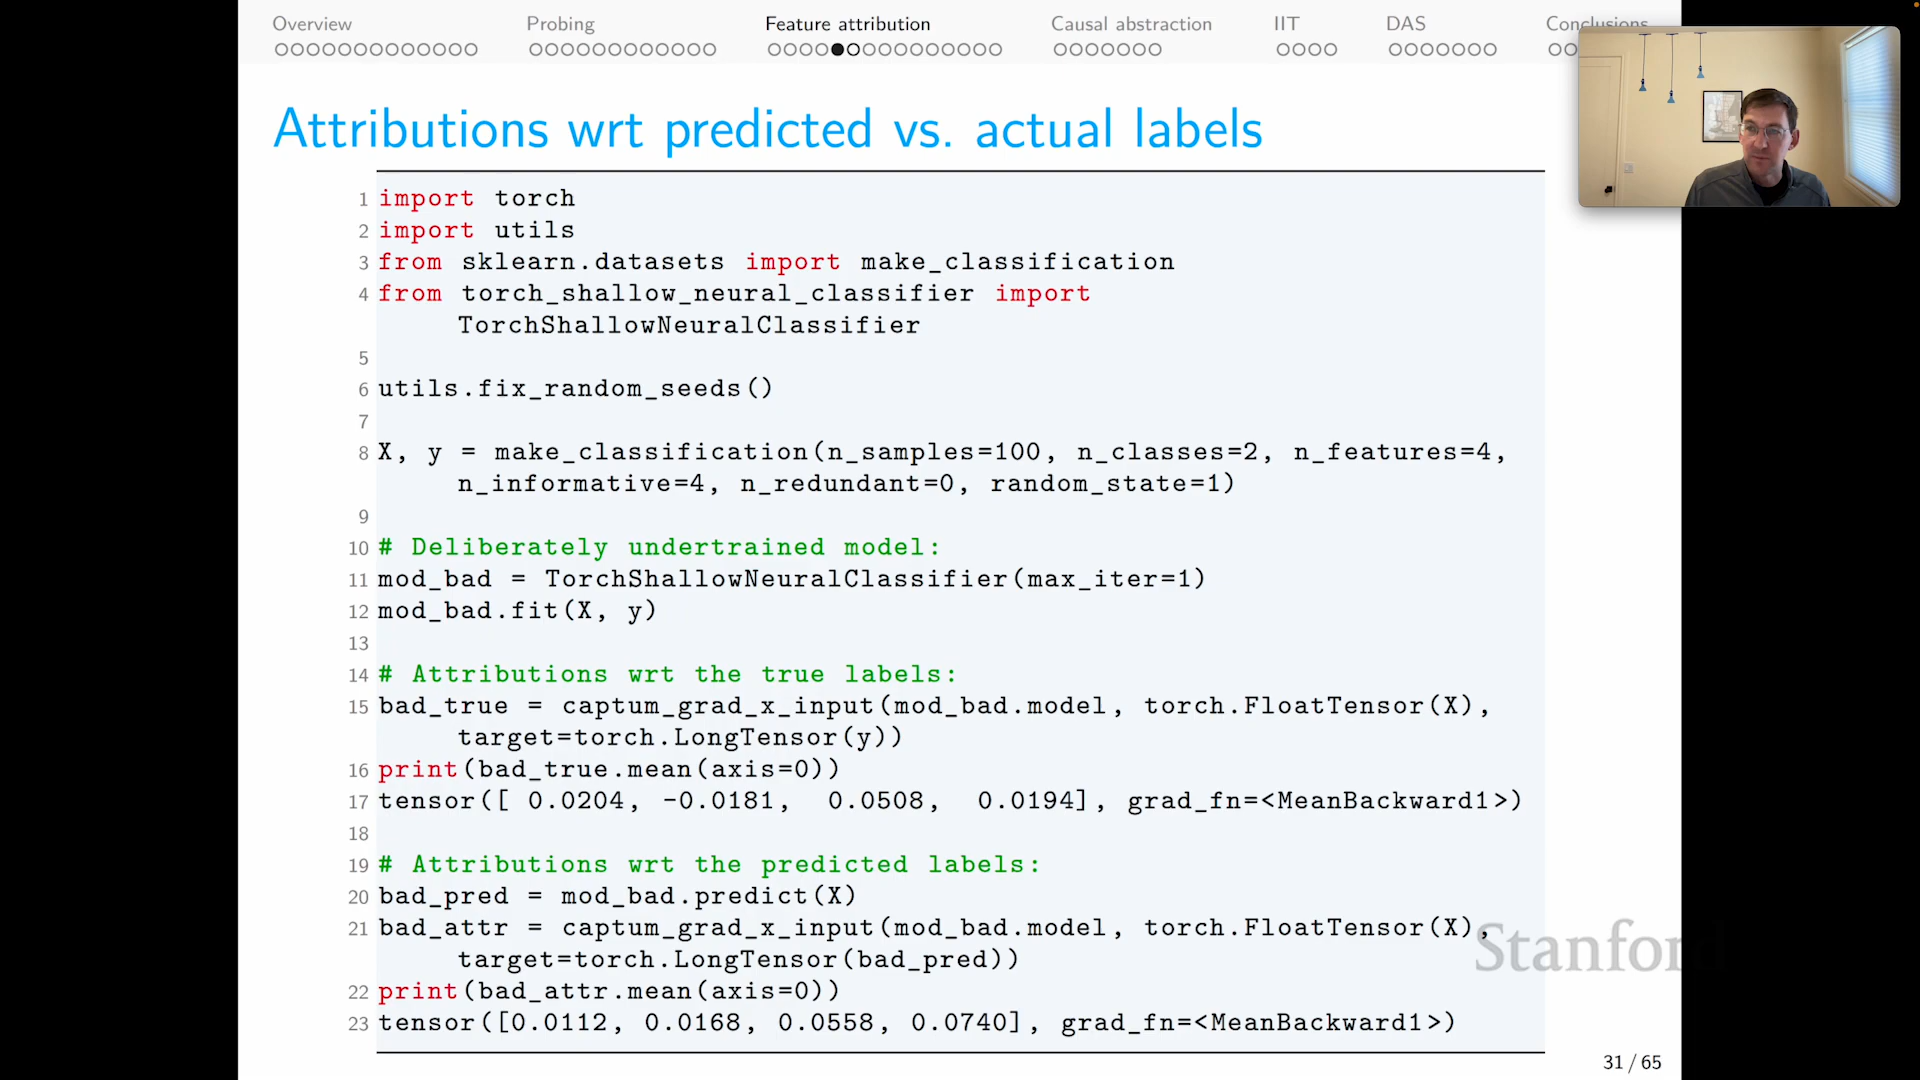 Overview Probing Feature attribution Causal abstraction IIT DAS Conclusions
Attributions wrt predicted vs. actual labels
1 import torch
2 import utils
3 from sklearn.datasets import make_classification
4 from torch_shallow_neural_classifier import
TorchShallowNeuralClassifier
5
6 utils.fix_random_seeds()
7
8 X, y = make_classification(n_samples=100, n_classes=2, n_features=4,
n_informative=4, n_redundant=0, random_state=1)
9
10 # Deliberately undertrained model:
11 mod_bad = TorchShallowNeuralClassifier(max_iter=1)
12 mod_bad.fit(X, y)
13
14 # Attributions wrt the true labels:
15 bad_true = captum_grad_x_input(mod_bad.model, torch.FloatTensor(X),
target=torch.LongTensor(y))
16 print(bad_true.mean(axis=0))
17 tensor([ 0.0204, -0.0181, 0.0508, 0.0194], grad_fn=<MeanBackward1>)
18
19 # Attributions wrt the predicted labels:
20 bad_pred = mod_bad.predict(X)
21 bad_attr = captum_grad_x_input(mod_bad.model, torch.FloatTensor(X),
target=torch.LongTensor(bad_pred))
22 print(bad_attr.mean(axis=0))
23 tensor([0.0112, 0.0168, 0.0558, 0.0740], grad_fn=<MeanBackward1>)
Stanford
31 / 65